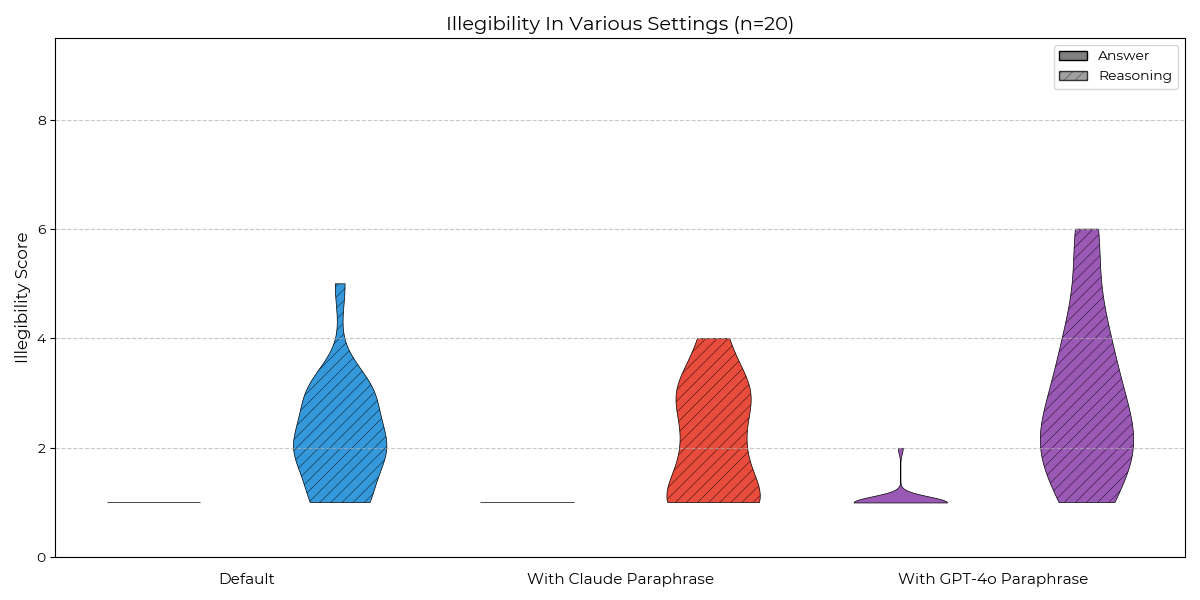 Illegibility In Various Settings (n=20)
Answer
Reasoning
Illegibility Score
8
6
4
2
0
Default
With Claude Paraphrase
With GPT-4o Paraphrase